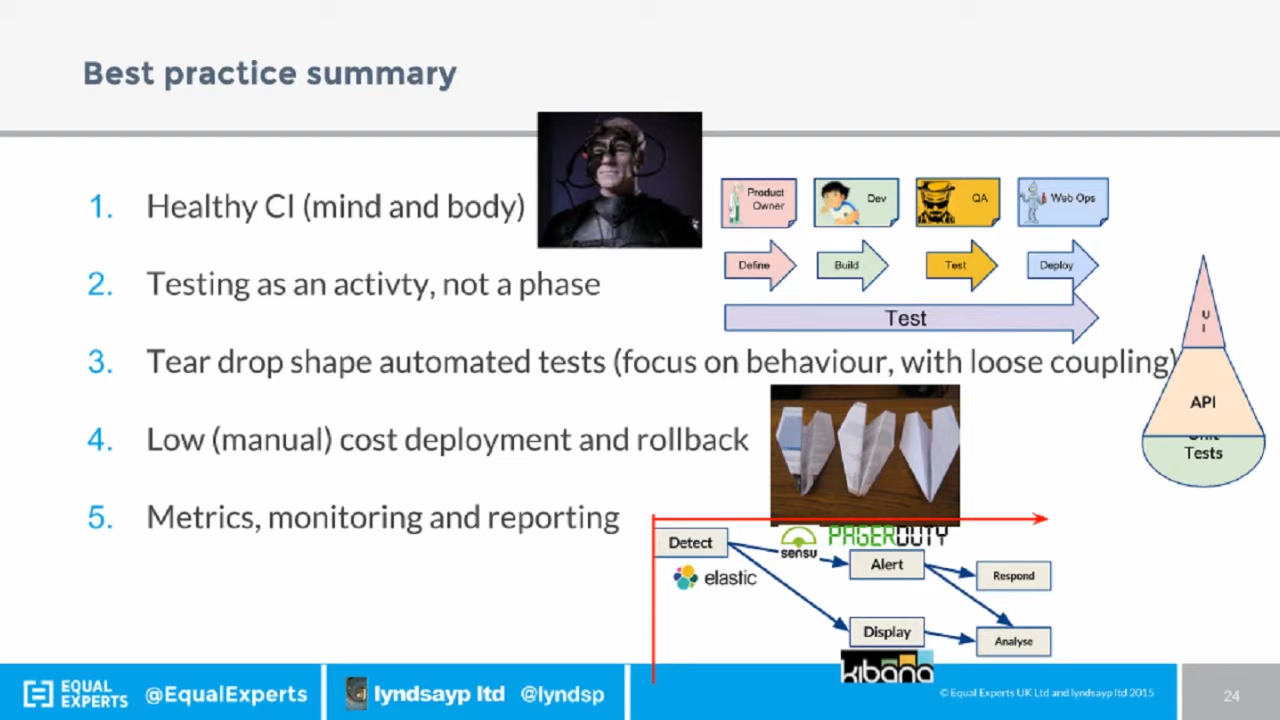 Best practice summary
1. Healthy CI (mind and body)
Product Owner
Dev
QA
Web Ops
Define
Build
Test
Deploy
Test
2. Testing as an activty, not a phase
3. Tear drop shape automated tests (focus on behaviour, with loose coupling)
U
I
API
Unit
Tests
4. Low (manual) cost deployment and rollback
5. Metrics, monitoring and reporting
Detect
sensu
PAGERDUTY
elastic
Alert
Respond
Display
Analyse
kibana
EQUAL
EXPERTS
@EqualExperts
lyndsayp ltd @lyndsp
© Equal Experts UK Ltd and lyndsayp ltd 2015
24